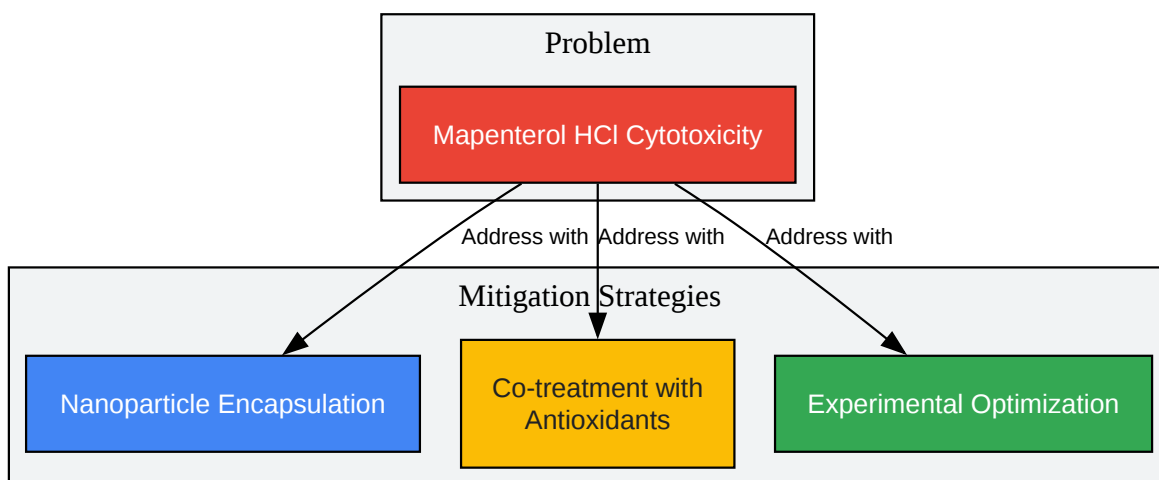 Problem
Mapenterol HCl Cytotoxicity
Address with
Address with
Address with
Mitigation Strategies
Nanoparticle Encapsulation
Co-treatment with
Antioxidants
Experimental Optimization